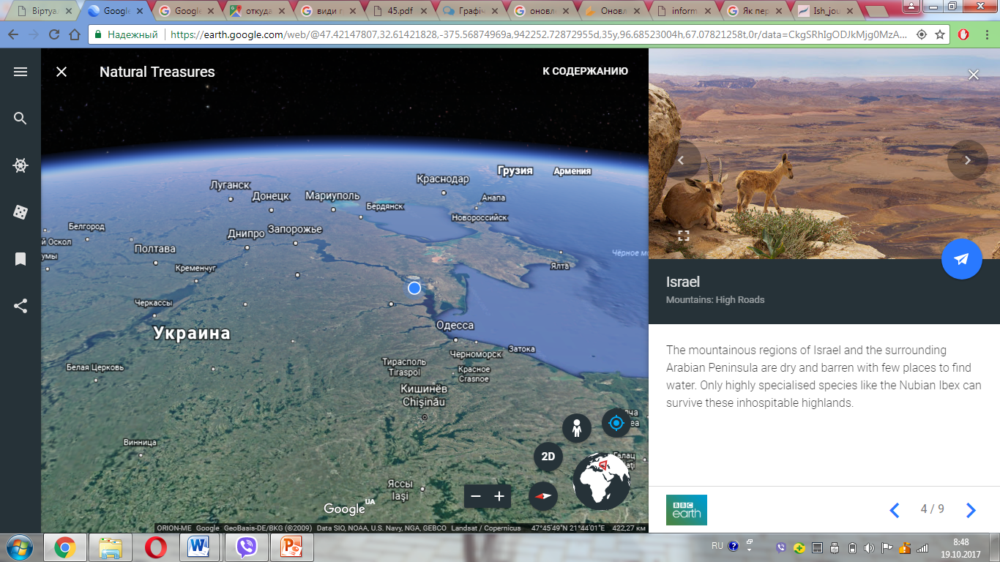 Віртуа
Google
Google
откуда
види г
45.pdf
Графіч
оновле
Оновл
inform
Як пер
Ish_jou
Надежный
https://earth.google.com/web/@47.42147807,32.61421828,-375.56874969a,942252.72872955d,35y,96.68523004h,67.07821258t,0r/data=CkgSRhIgODJkMjg0MzA...
Natural Treasures
К СОДЕРЖАНИЮ
Грузия
Армения
Краснодар
Луганск
Донецк
Мариуполь
Анапа
Бердянск
Новороссийск
Белгород
Днипро
Запорожье
й Оскол
Полтава
умы
Чёрное мо
Ялта
Кременчуг
Черкассы
Одесса
Украина
Затока
Черноморск
Белая Церковь
Тирасполь
Tiraspol
Красное
Crasnoe
Кишинёв
Chișinău
Винница
2D
Яссы
Iași
Google
UA
ORION-ME Google GeoBasis-DE/BKG (©2009) Data SIO, NOAA, U.S. Navy, NGA, GEBCO Landsat / Copernicus 47°45'49"N 21°44'01"E 422,27 км
Israel
Mountains: High Roads
The mountainous regions of Israel and the surrounding
Arabian Peninsula are dry and barren with few places to find
water. Only highly specialised species like the Nubian Ibex can
survive these inhospitable highlands.
BBC
earth
4 / 9
RU
8:48
19.10.2017